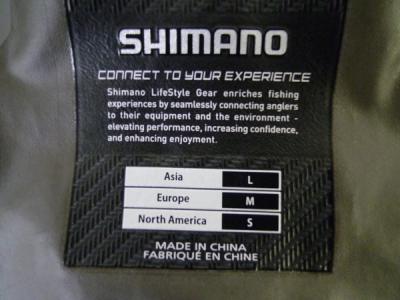 SHIMANO
CONNECT TO YOUR EXPERIENCE
Shimano LifeStyle Gear enriches fishing
experiences by seamlessly connecting anglers
to their equipment and the environment -
elevating performance, increasing confidence,
and enhancing enjoyment.
Asia L
Europe M
North America S
MADE IN CHINA
FABRIQUÉ EN CHINE